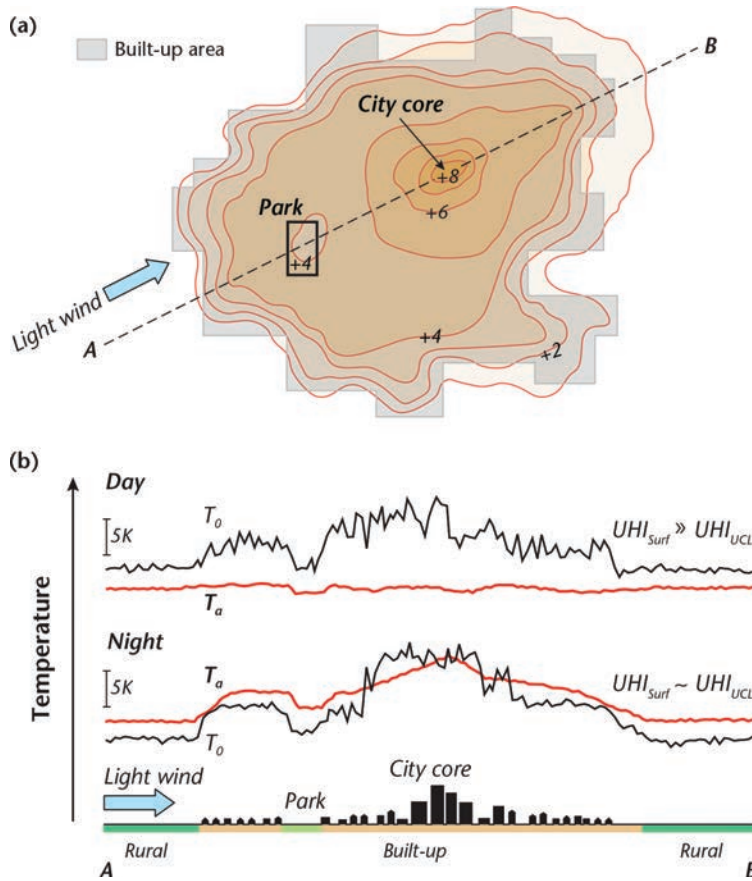 (a)
Built-up area
B
City core
+8
+6
Park
+4
Light wind
A
+4
+2
(b)
Day
T0
5K
UHISurf » UHIUCL
Ta
Night
Ta
5K
UHISurf ~ UHIUCL
T0
Temperature
Light wind
City core
Park
Rural
Built-up
Rural
A
B